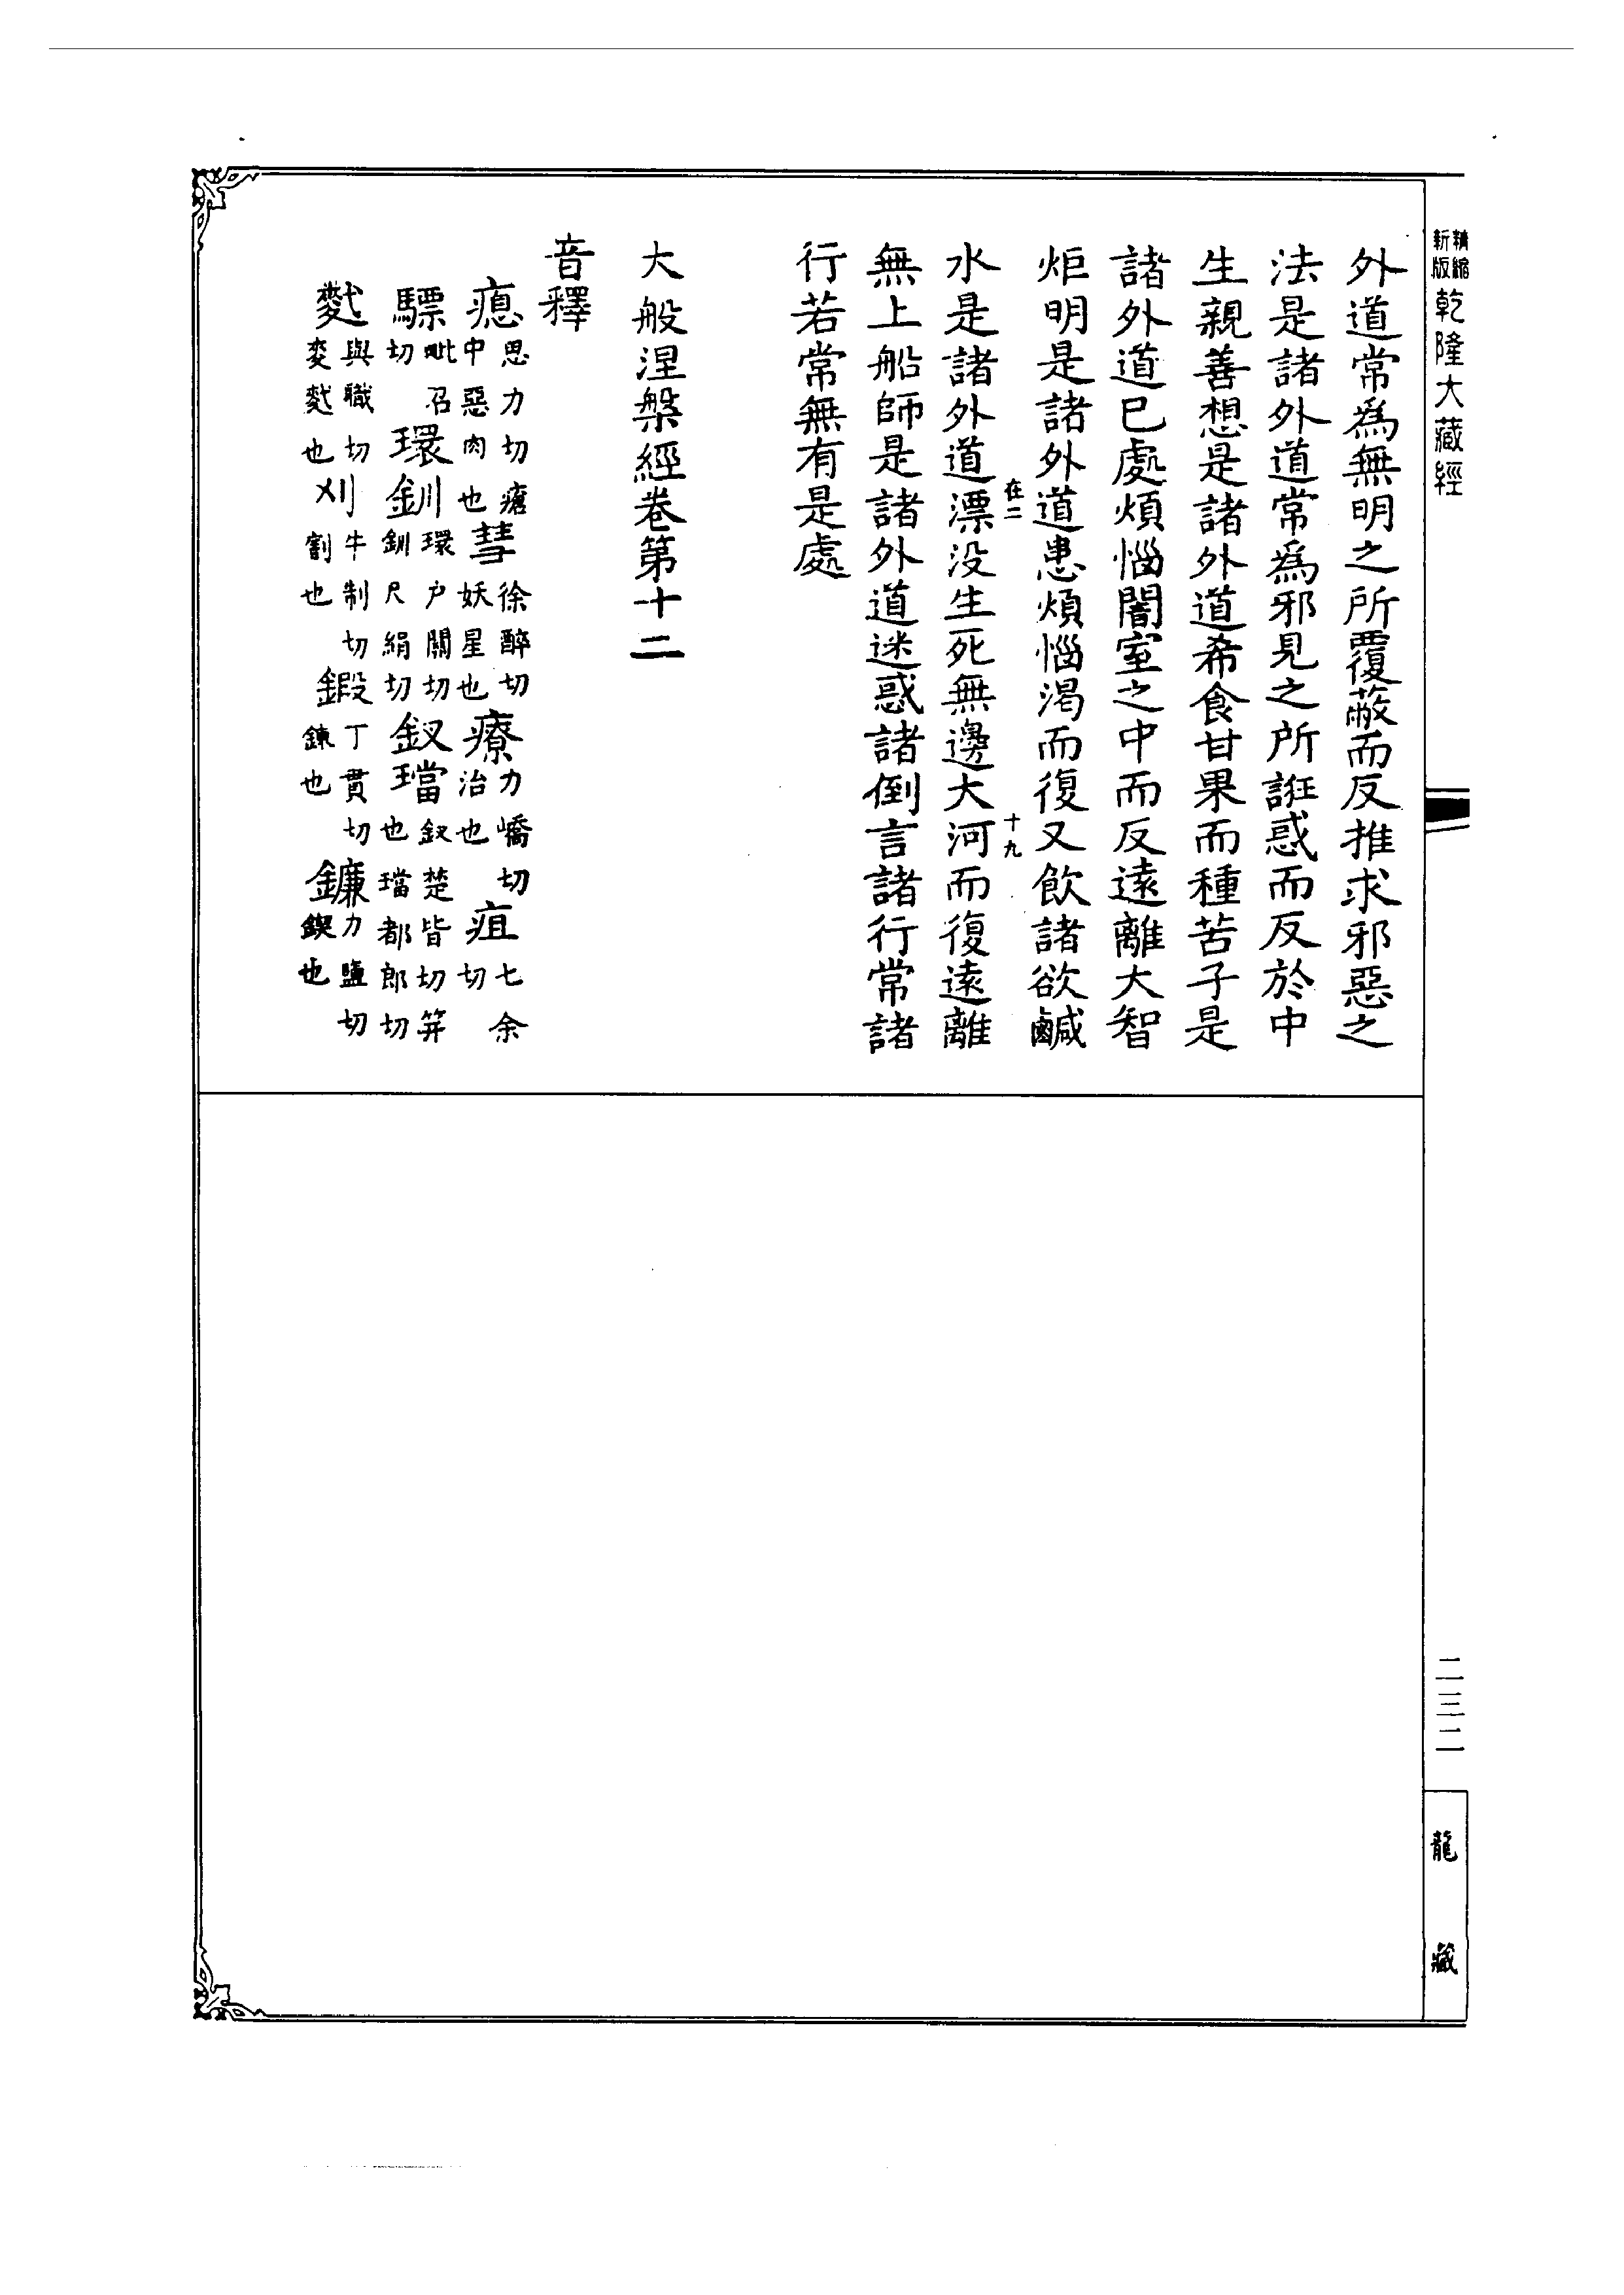 精縮新版乾隆大藏經
外道常為無明之所覆蔽而反推求邪惡之
法是諸外道常為邪見之所誑惑而反於中
生親善想是諸外道希食甘果而種苦子是
諸外道已處煩惱闇室之中而反遠離大智
炬明是諸外道患煩惱渴而復又飲諸欲鹹
在二 十九
水是諸外道漂没生死無邊大河而復遠離
無上船師是諸外道迷惑諸倒言諸行常諸
行若常無有是處
大般涅槃經卷第十二
音釋
瘜思力切瘡中惡肉也彗徐醉切妖星也療力嶠切治也疽七余切
驃毗召切環釧環户關切釧尺絹切釵璫釵楚皆切笄也璫都郎切
麩與職切麥麩也刈牛制切割也鍛丁貫切鍊也鐮力鹽切鍥也
二三二
龍藏